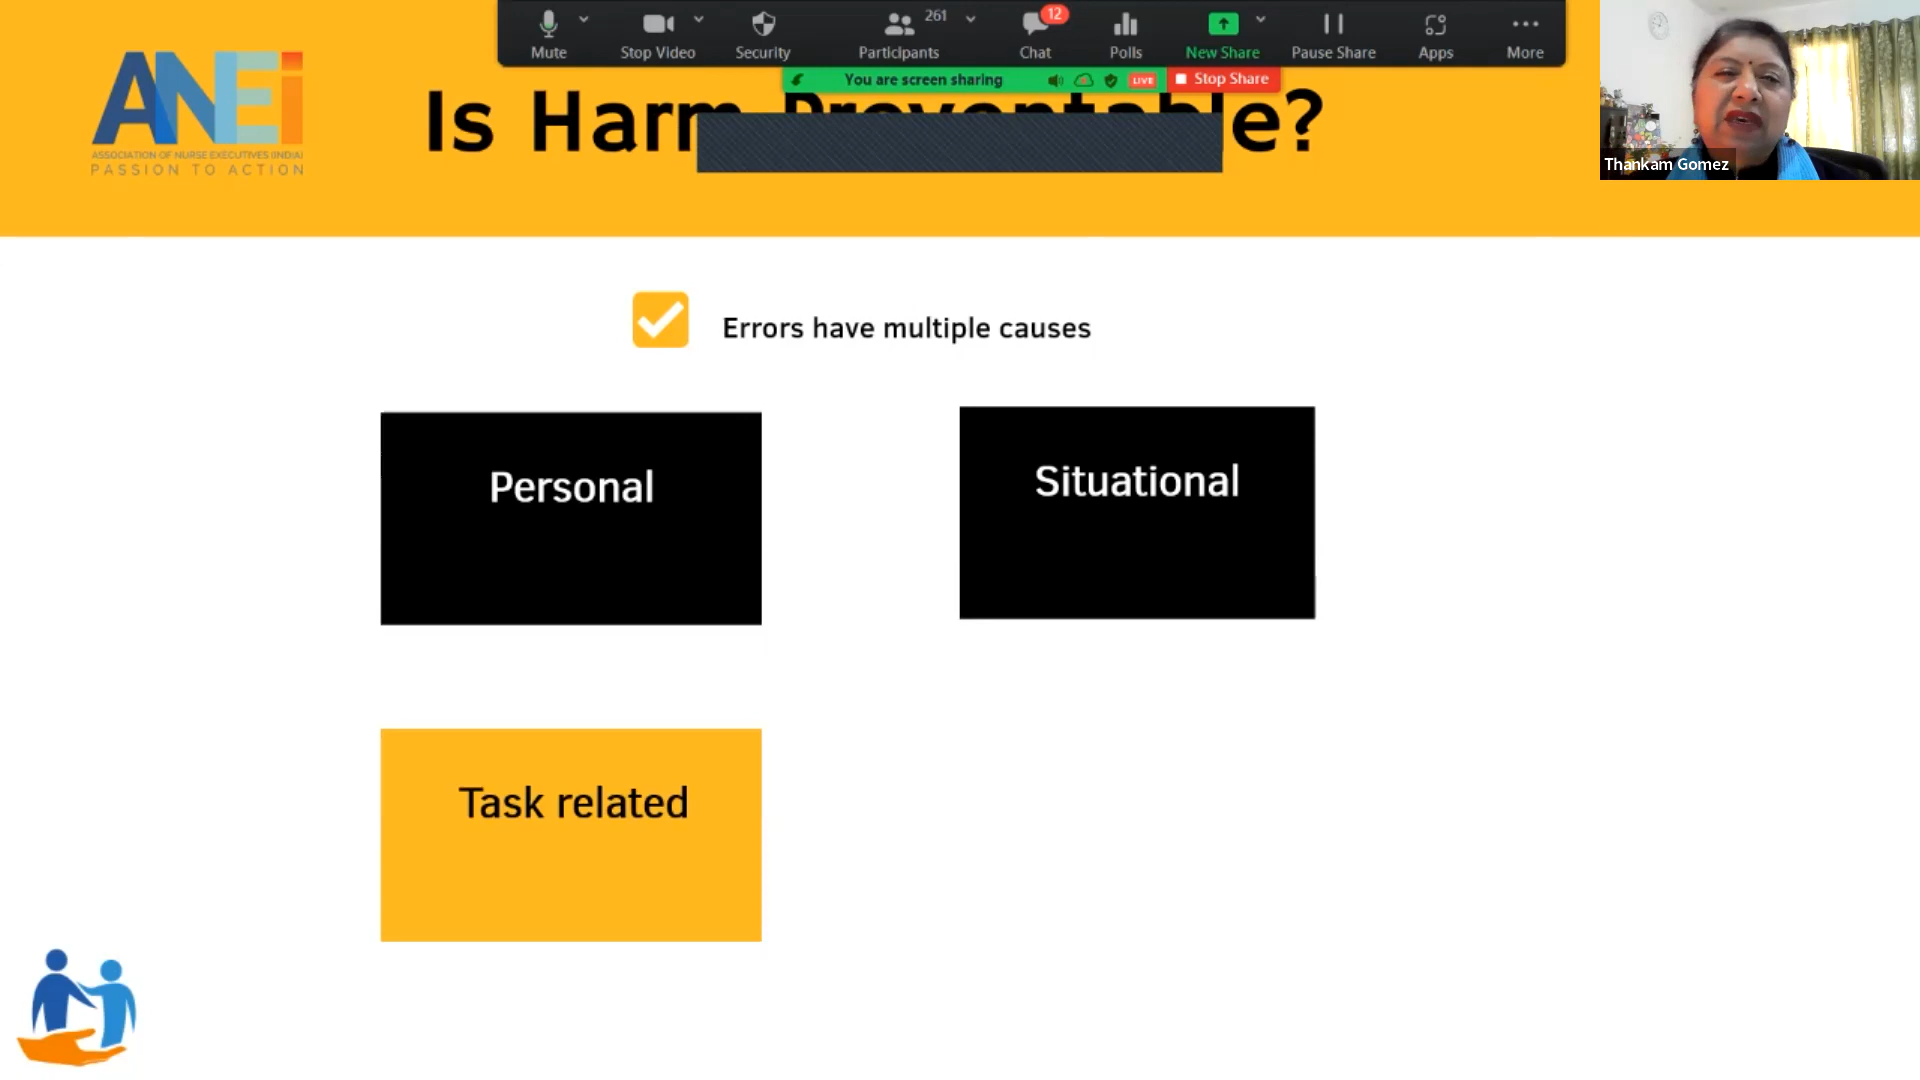 Mute
Stop Video
Security
261
Participants
12
Chat
Polls
New Share
Pause Share
Apps
More
You are screen sharing
LIVE
Stop Share
Thankam Gomez
ANEi
ASSOCIATION OF NURSE EXECUTIVES (INDIA)
PASSION TO ACTION
Is Harm Preventable?
Errors have multiple causes
Personal
Situational
Task related